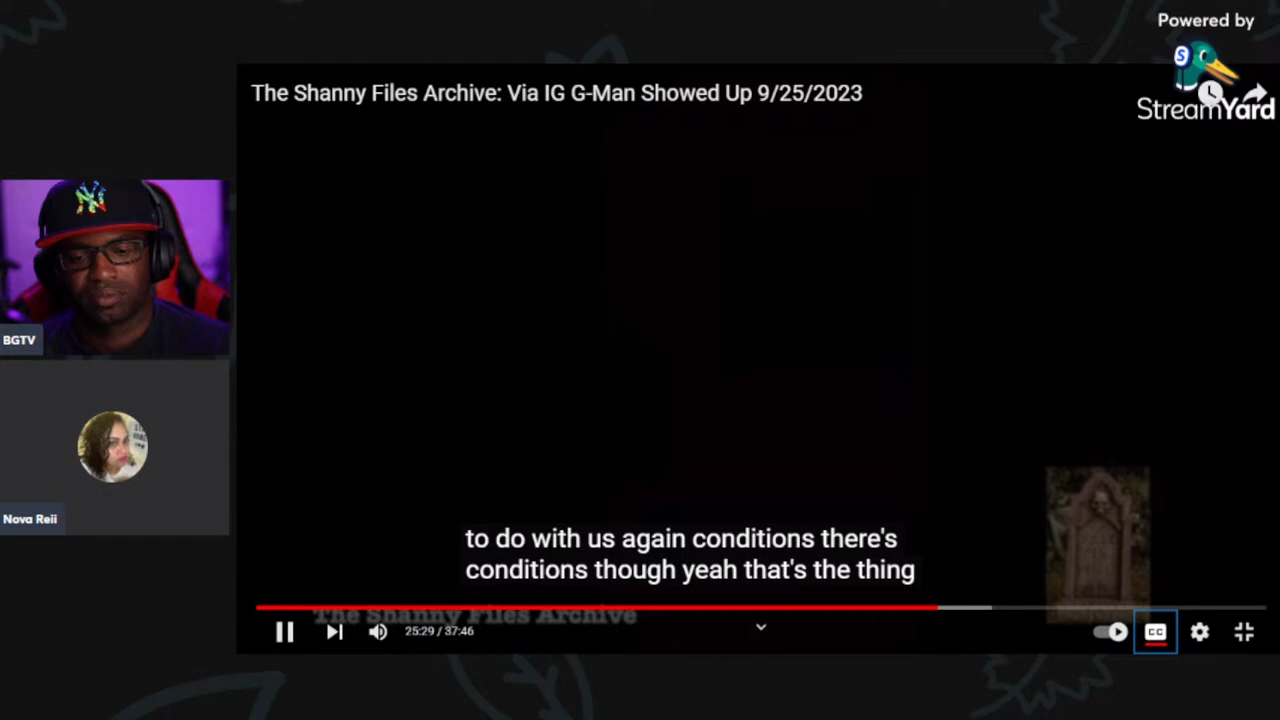 Powered by
StreamYard
The Shanny Files Archive: Via IG G-Man Showed Up 9/25/2023
NY
BGTV
Nova Reii
to do with us again conditions there's
conditions though yeah that's the thing
The Shanny Files Archive
25:29 / 37:46
CC